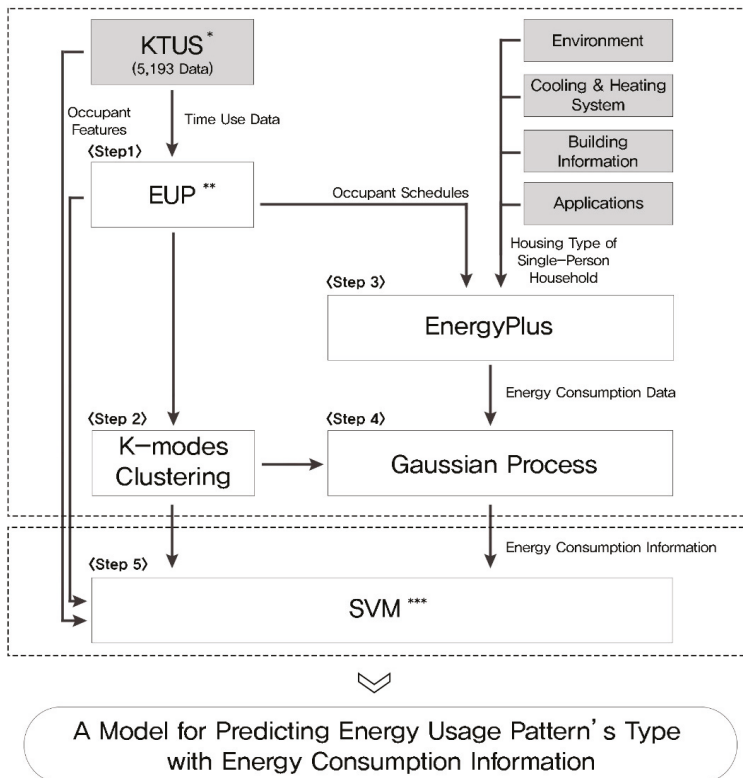 KTUS *
(5,193 Data)
Environment
Cooling & Heating
System
Building
Information
Applications
Occupant
Features
Time Use Data
〈Step1〉
EUP **
Occupant Schedules
Housing Type of
Single-Person
Household
〈Step 3〉
EnergyPlus
Energy Consumption Data
〈Step 2〉
K-modes
Clustering
〈Step 4〉
Gaussian Process
Energy Consumption Information
〈Step 5〉
SVM ***
A Model for Predicting Energy Usage Pattern's Type
with Energy Consumption Information